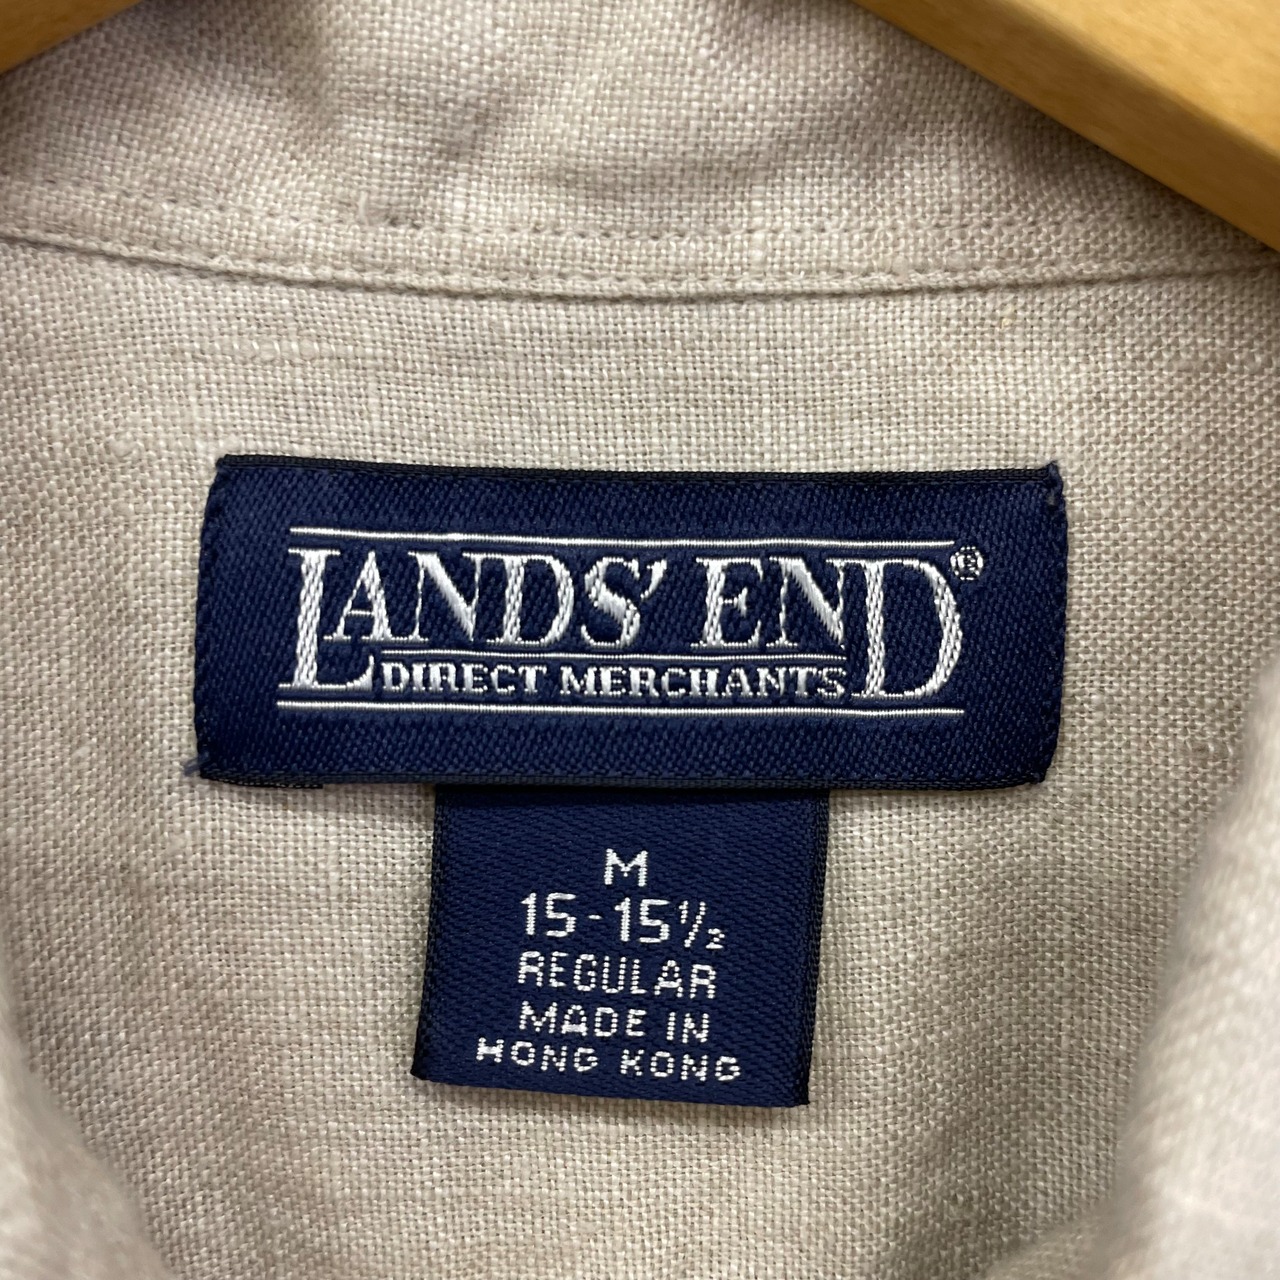 LANDS' END®
DIRECT MERCHANTS
M
15-15½
REGULAR
MADE IN
HONG KONG